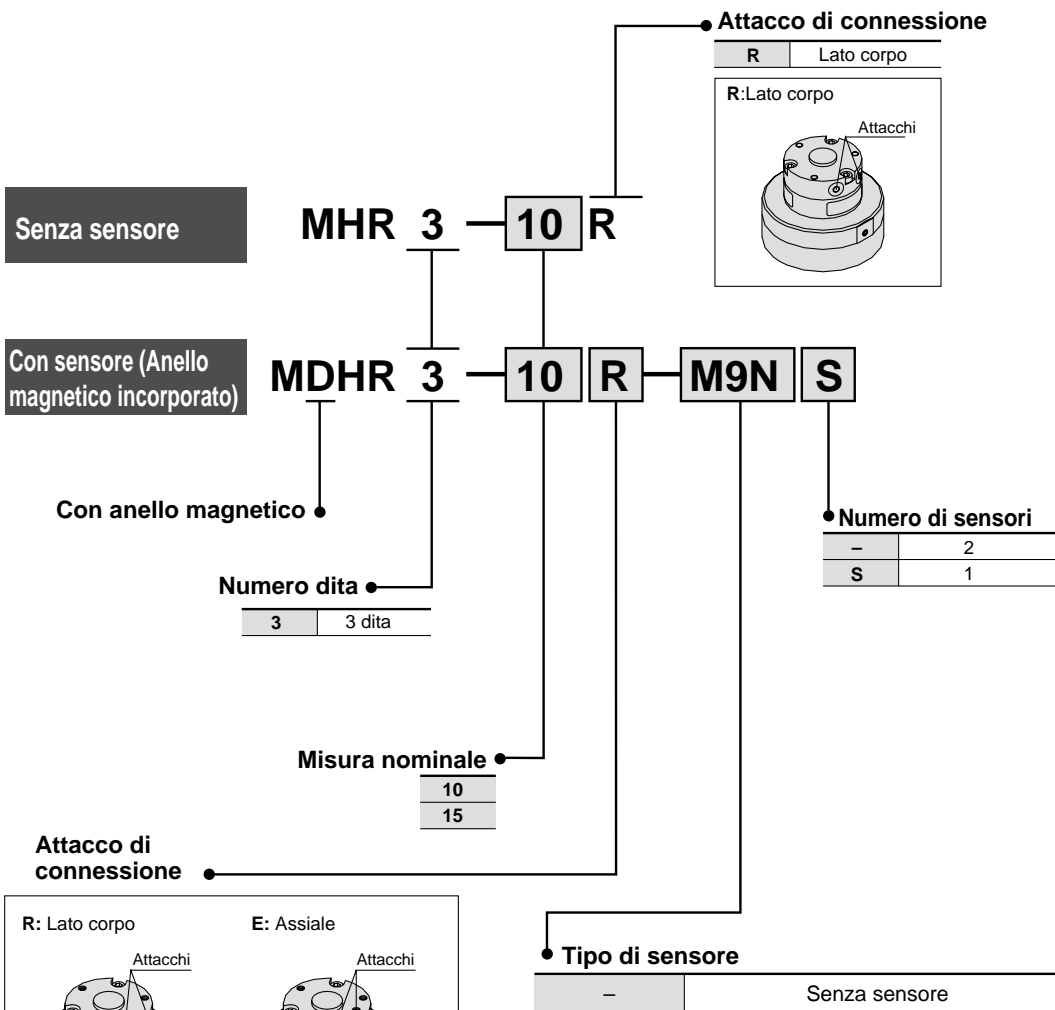 Attacco di connessione
R Lato corpo
R:Lato corpo
Attacchi
Senza sensore
MHR 3 — 10 R
Con sensore (Anello
magnetico incorporato)
MDHR 3 — 10 R — M9N S
Con anello magnetico
Numero di sensori
– 2
S 1
Numero dita
3 3 dita
Misura nominale
10
15
Attacco di
connessione
R: Lato corpo
E: Assiale
Attacchi
Attacchi
Tipo di sensore
– Senza sensore